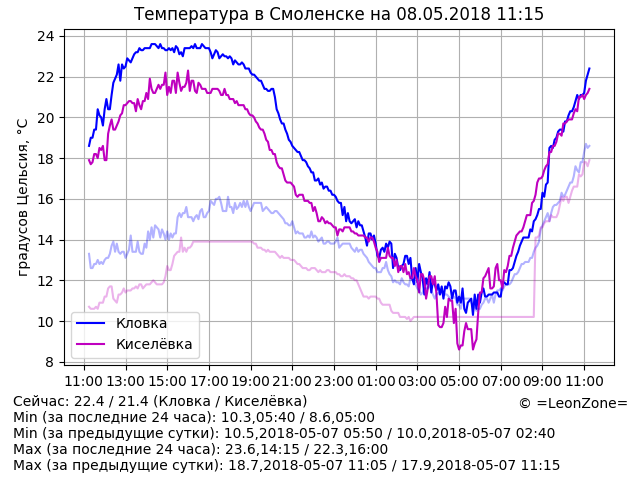 Температура в Смоленске на 08.05.2018 11:15
градусов Цельсия, °C
24
22
20
18
16
14
12
10
8
Кловка
Киселёвка
11:00 13:00 15:00 17:00 19:00 21:00 23:00 01:00 03:00 05:00 07:00 09:00 11:00
Сейчас: 22.4 / 21.4 (Кловка / Киселёвка)
© =LeonZone=
Min (за последние 24 часа): 10.3,05:40 / 8.6,05:00
Min (за предыдущие сутки): 10.5,2018-05-07 05:50 / 10.0,2018-05-07 02:40
Max (за последние 24 часа): 23.6,14:15 / 22.3,16:00
Max (за предыдущие сутки): 18.7,2018-05-07 11:05 / 17.9,2018-05-07 11:15